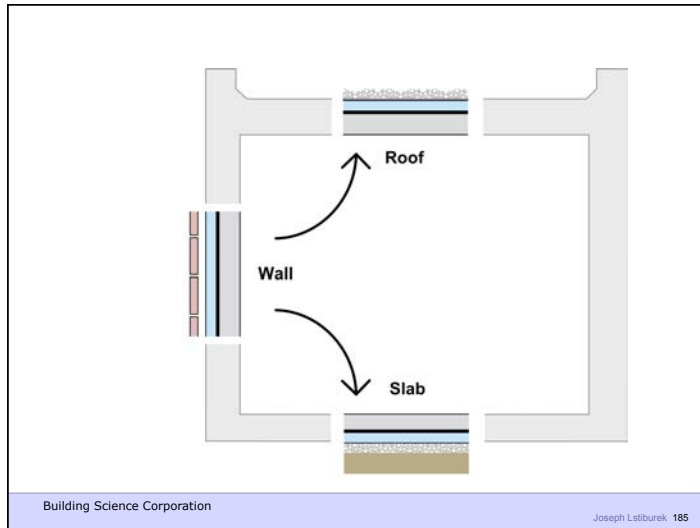 Roof
Wall
Slab
Building Science Corporation
Joseph Lstiburek 185